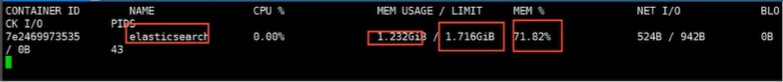 CONTAINER ID NAME CPU % MEM USAGE / LIMIT MEM % NET I/O BLO
CK I/O PIDS
7e2469973535 elasticsearch 0.00% 1.232GiB / 1.716GiB 71.82% 524B / 942B 0B
/ 0B 43